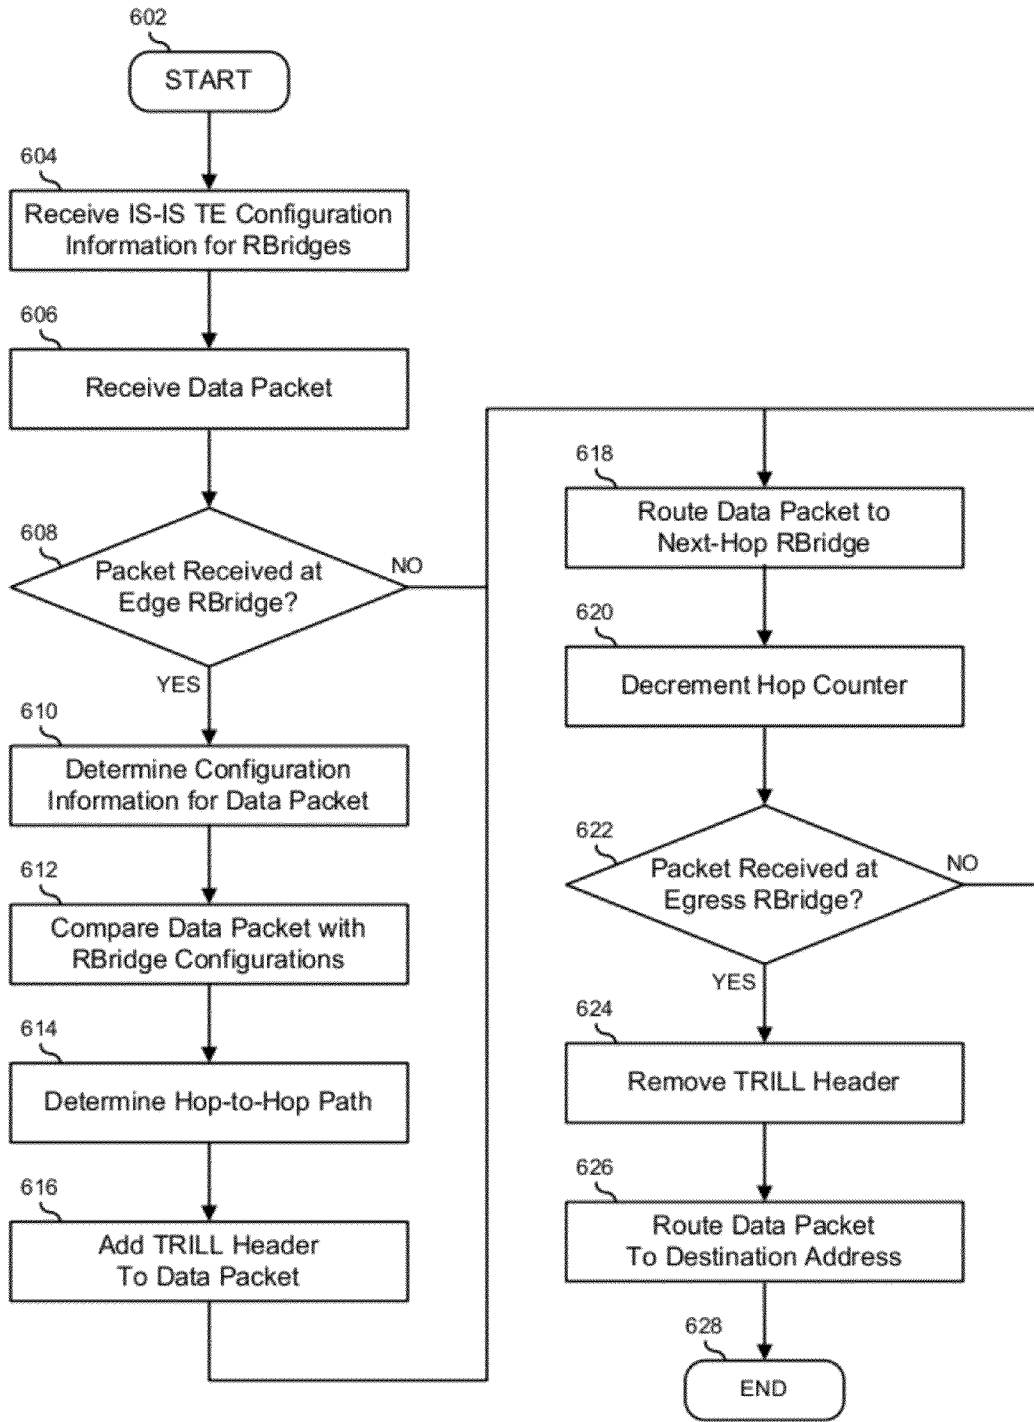 602
START
604
Receive IS-IS TE Configuration
Information for RBridges
606
Receive Data Packet
608
Packet Received at
Edge RBridge?
NO
YES
610
Determine Configuration
Information for Data Packet
612
Compare Data Packet with
RBridge Configurations
614
Determine Hop-to-Hop Path
616
Add TRILL Header
To Data Packet
618
Route Data Packet to
Next-Hop RBridge
620
Decrement Hop Counter
622
Packet Received at
Egress RBridge?
NO
YES
624
Remove TRILL Header
626
Route Data Packet
To Destination Address
628
END